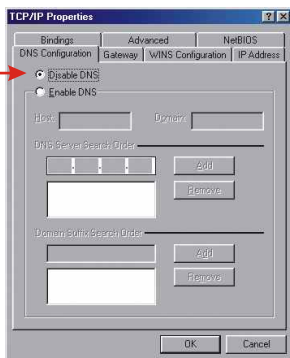 TCP/IP Properties
Bindings Advanced NetBIOS
DNS Configuration Gateway WINS Configuration IP Address
Disable DNS
Enable DNS
Host: Domain:
DNS Server Search Order
Add
Remove
Domain Suffix Search Order
Add
Remove
OK Cancel